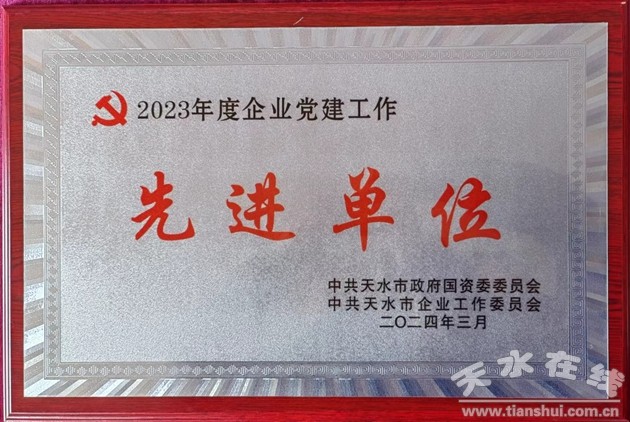 2023年度企业党建工作
先进单位
中共天水市政府国资委委员会
中共天水市企业工作委员会
二〇二四年三月
天水在线
www.tianshui.com.cn